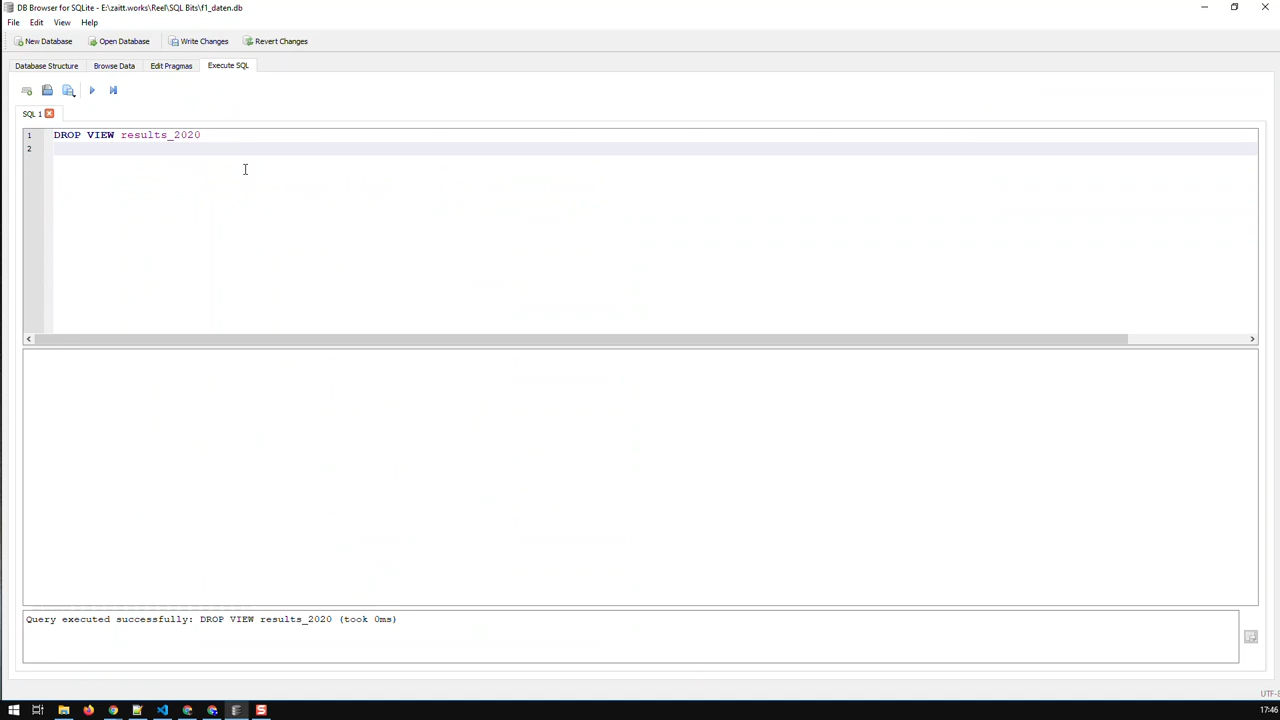 DB Browser for SQLite - E:\zaitt.works\Reel\SQL Bits\f1_daten.db
File Edit View Help
New Database Open Database Write Changes Revert Changes
Database Structure Browse Data Edit Pragmas Execute SQL
SQL 1
1 DROP VIEW results_2020
2
Query executed successfully: DROP VIEW results_2020 (took 0ms)
UTF-8
17:46